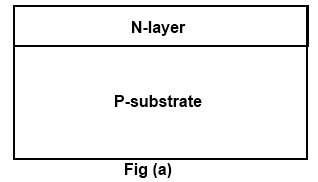 N-layer
P-substrate
Fig (a)